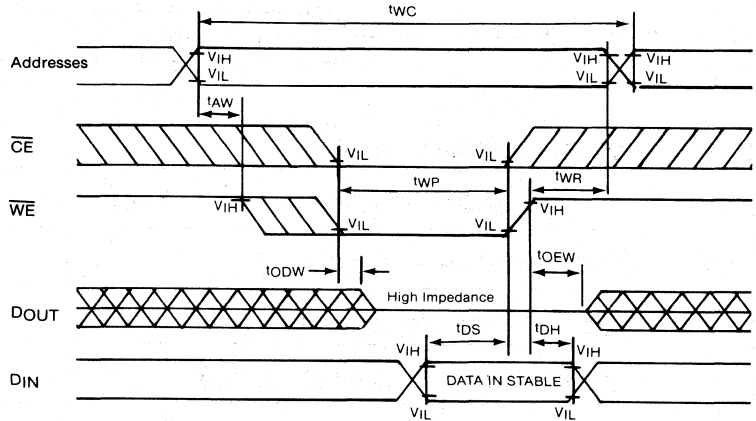 tWC
Addresses
VIH
VIL
VIH
VIL
VIH
VIL
tAW
CE
VIL
VIL
tWP
tWR
WE
VIH
VIL
VIL
VIH
tODW
tOEW
DOUT
High Impedance
tDS
tDH
VIH
VIH
DIN
DATA IN STABLE
VIL
VIL